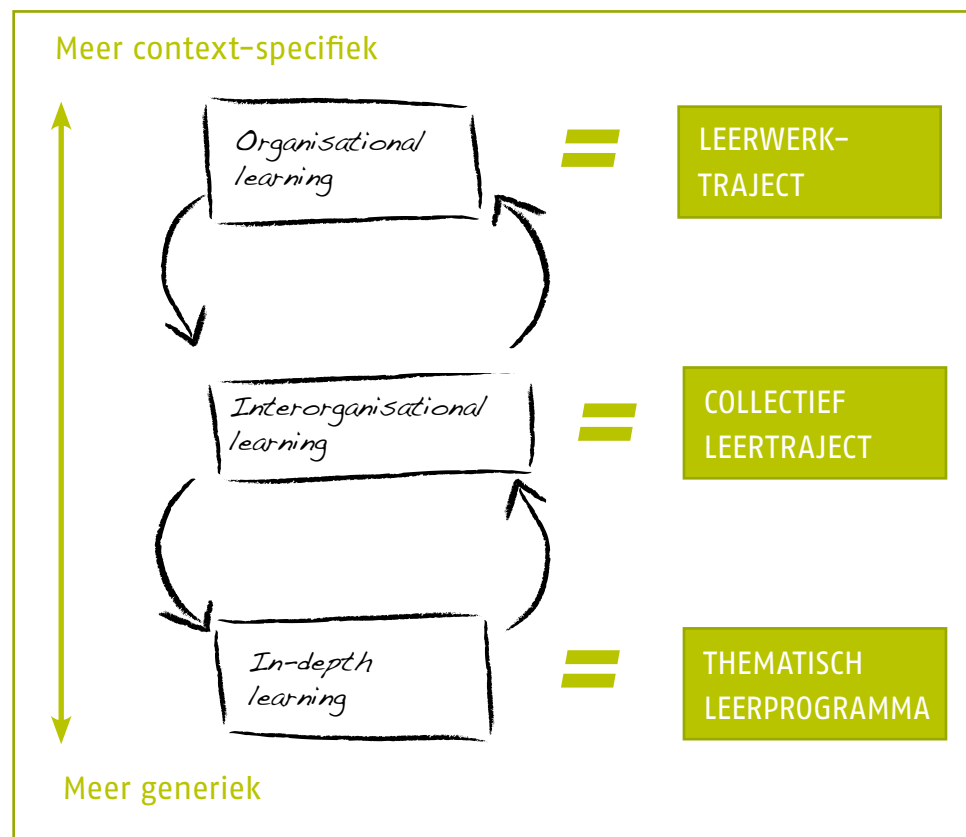 Meer context-specifiek
Organisational
learning
=
LEERWERK-
TRAJECT
Interorganisational
learning
=
COLLECTIEF
LEERTRAJECT
In-depth
learning
=
THEMATISCH
LEERPROGRAMMA
Meer generiek